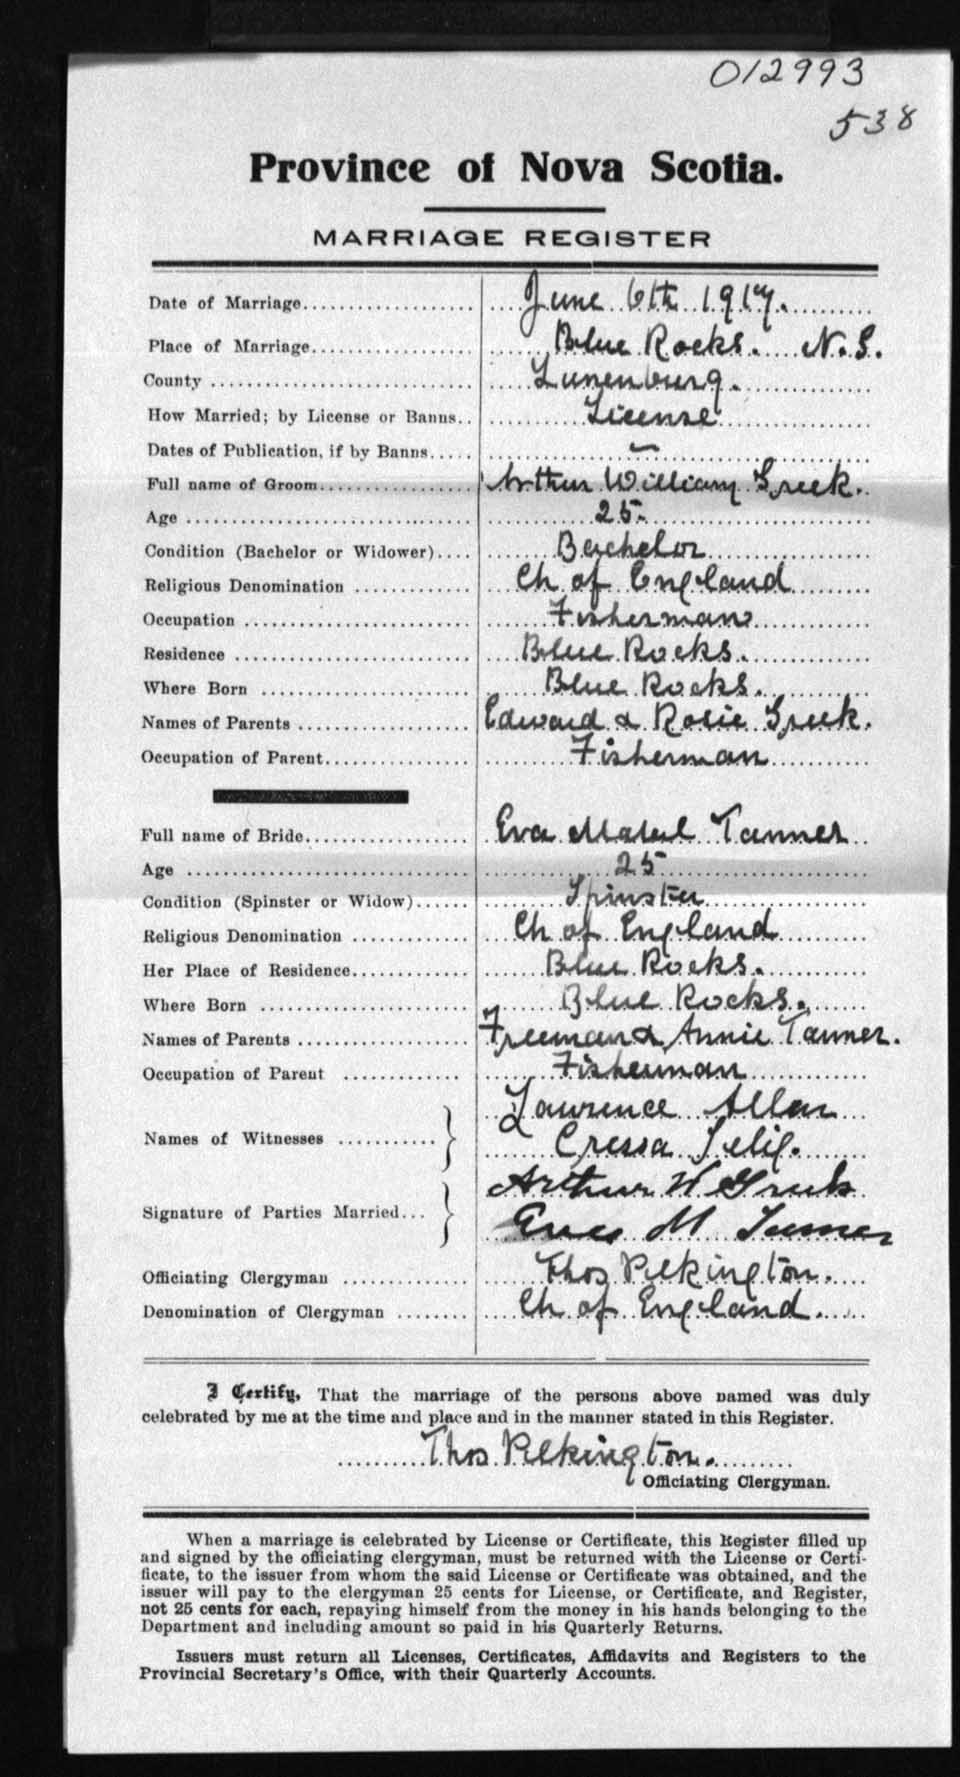 012993
538
Province of Nova Scotia.
MARRIAGE REGISTER
Date of Marriage.................... June 6th 1917.
Place of Marriage................... Blue Rocks. N.S.
County ............................. Lunenburg.
How Married; by License or Banns.. License
Dates of Publication, if by Banns..... —
Full name of Groom.................. Arthur William Greek.
Age ................................ 25.
Condition (Bachelor or Widower).... Bachelor
Religious Denomination ............. Ch of England
Occupation ......................... Fisherman
Residence .......................... Blue Rocks.
Where Born ......................... Blue Rocks.
Names of Parents ................... Edward & Rosie Greek.
Occupation of Parent................ Fisherman
Full name of Bride.................. Eva Mabel Tanner
Age ................................ 25
Condition (Spinster or Widow)...... Spinster
Religious Denomination ............. Ch of England
Her Place of Residence............. Blue Rocks.
Where Born ......................... Blue Rocks.
Names of Parents ................... Freeman & Annie Tanner.
Occupation of Parent ............... Fisherman
Names of Witnesses ........... } Lawrence Allan
Cressa Selig.
Signature of Parties Married... } Arthur W Greek
Eva M Tanner
Officiating Clergyman .............. Thos Pilkington.
Denomination of Clergyman ........ Ch of England.
I Certify, That the marriage of the persons above named was duly
celebrated by me at the time and place and in the manner stated in this Register.
Thos Pilkington.
Officiating Clergyman.
When a marriage is celebrated by License or Certificate, this Register filled up
and signed by the officiating clergyman, must be returned with the License or Certi-
ficate, to the issuer from whom the said License or Certificate was obtained, and the
issuer will pay to the clergyman 25 cents for License, or Certificate, and Register,
not 25 cents for each, repaying himself from the money in his hands belonging to the
Department and including amount so paid in his Quarterly Returns.
Issuers must return all Licenses, Certificates, Affidavits and Registers to the
Provincial Secretary's Office, with their Quarterly Accounts.